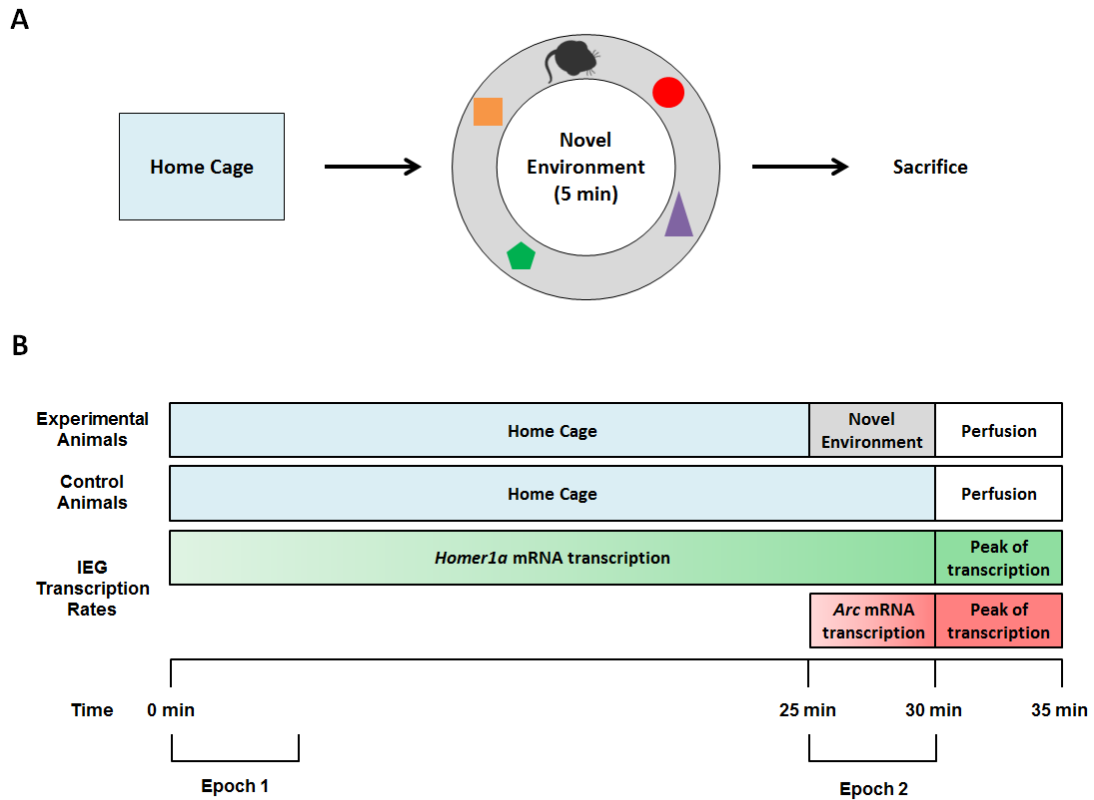 A
Home Cage
Novel
Environment
(5 min)
Sacrifice
B
Experimental
Animals
Home Cage
Novel
Environment
Perfusion
Control
Animals
Home Cage
Perfusion
IEG
Transcription
Rates
Homer1a mRNA transcription
Peak of
transcription
Arc mRNA
transcription
Peak of
transcription
Time
0 min
25 min
30 min
35 min
Epoch 1
Epoch 2